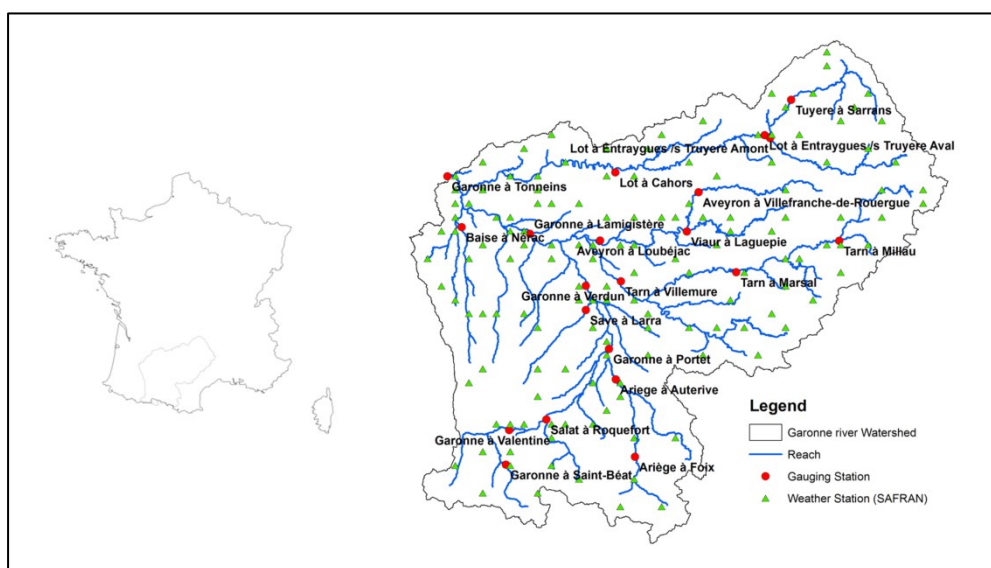 Tuyere à Sarrans
Lot à Entraygues /s Truyere Amont
Lot à Entraygues /s Truyere Aval
Garonne à Tonneins
Lot à Cahors
Aveyron à Villefranche-de-Rouergue
Garonne à Lamigistère
Baise à Nérac
Viaur à Laguepie
Aveyron à Loubéjac
Tarn à Millau
Tarn à Marsal
Tarn à Villemure
Garonne à Verdun
Save à Larra
Garonne à Portet
Ariege à Auterive
Salat à Roquefort
Garonne à Valentine
Ariège à Foix
Garonne à Saint-Béat
Legend
Garonne river Watershed
Reach
Gauging Station
Weather Station (SAFRAN)